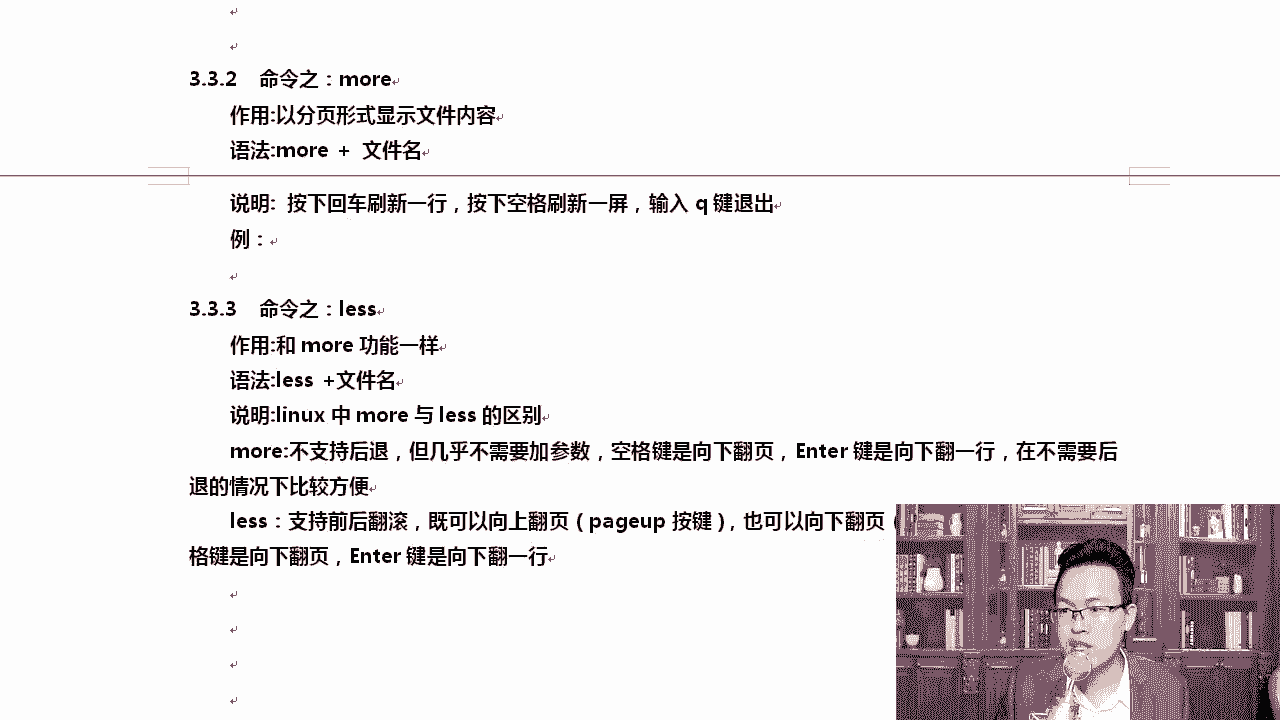 3.3.2 命令之：more
作用:以分页形式显示文件内容
语法:more + 文件名
说明: 按下回车刷新一行，按下空格刷新一屏，输入 q 键退出
例：
3.3.3 命令之：less
作用:和 more 功能一样
语法:less +文件名
说明:linux 中 more 与 less 的区别
more:不支持后退，但几乎不需要加参数，空格键是向下翻页，Enter 键是向下翻一行，在不需要后
退的情况下比较方便
less：支持前后翻滚，既可以向上翻页（pageup 按键），也可以向下翻页（
格键是向下翻页，Enter 键是向下翻一行